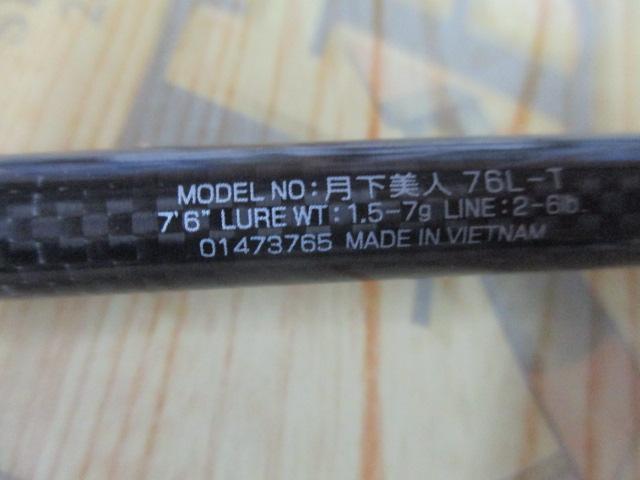 MODEL NO:月下美人 76L-T
7'6" LURE WT:1.5-7g LINE:2-6lb.
01473765 MADE IN VIETNAM